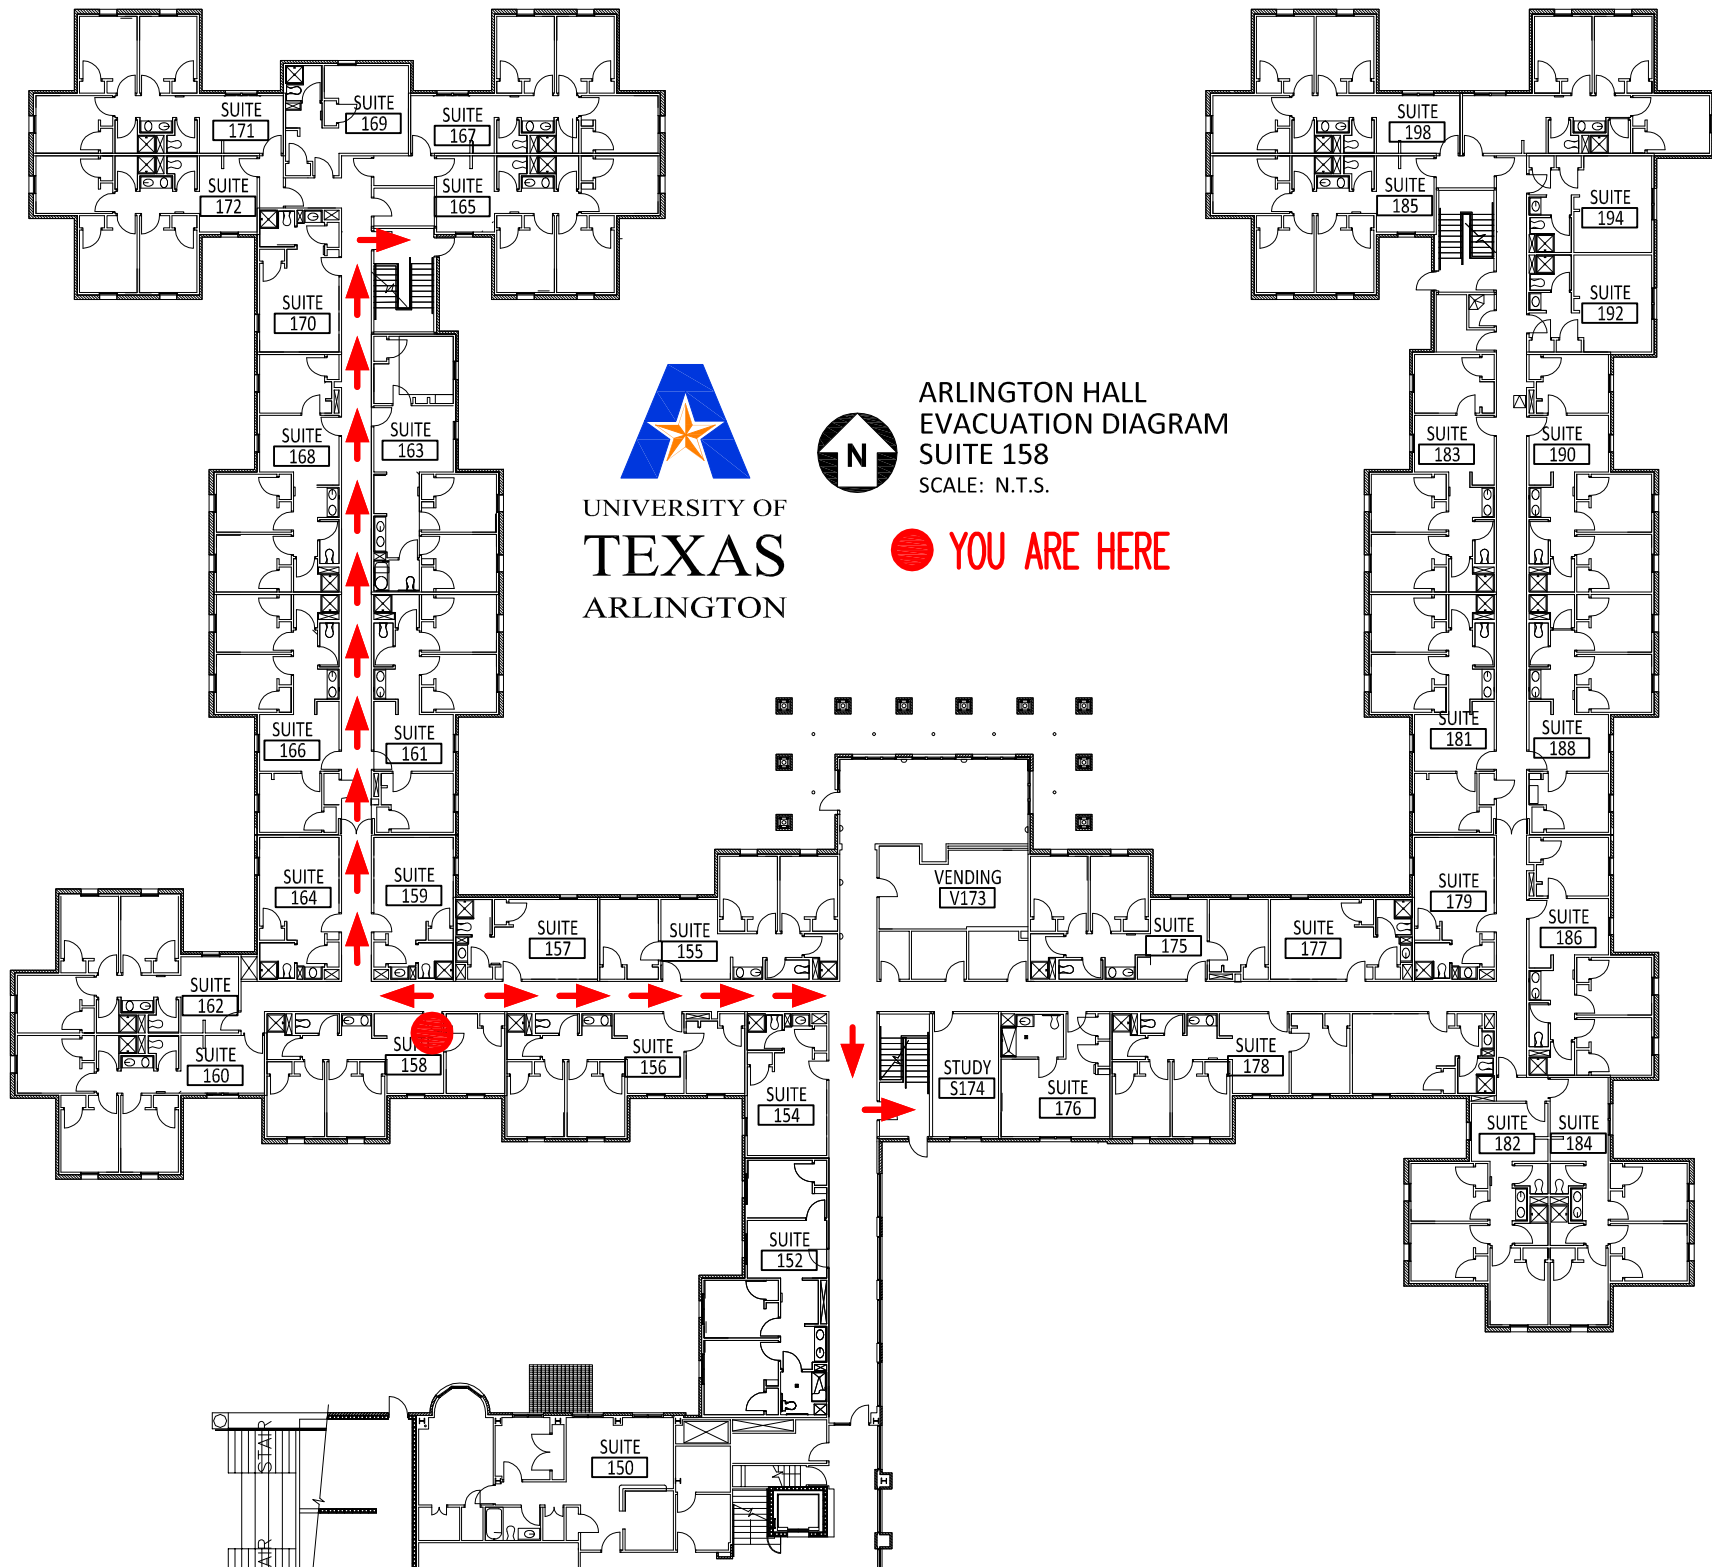 SUITE
171
SUITE
169
SUITE
167
SUITE
172
SUITE
165
SUITE
198
SUITE
185
SUITE
194
SUITE
170
SUITE
192
SUITE
168
SUITE
163
UNIVERSITY OF
TEXAS
ARLINGTON
N
ARLINGTON HALL
EVACUATION DIAGRAM
SUITE 158
SCALE: N.T.S.
YOU ARE HERE
SUITE
183
SUITE
190
SUITE
166
SUITE
161
SUITE
181
SUITE
188
SUITE
164
SUITE
159
VENDING
V173
SUITE
179
SUITE
157
SUITE
155
SUITE
175
SUITE
177
SUITE
186
SUITE
162
SUITE
160
SUITE
158
SUITE
156
SUITE
154
STUDY
S174
SUITE
176
SUITE
178
SUITE
182
SUITE
184
SUITE
152
SUITE
150
STAIR
AIR